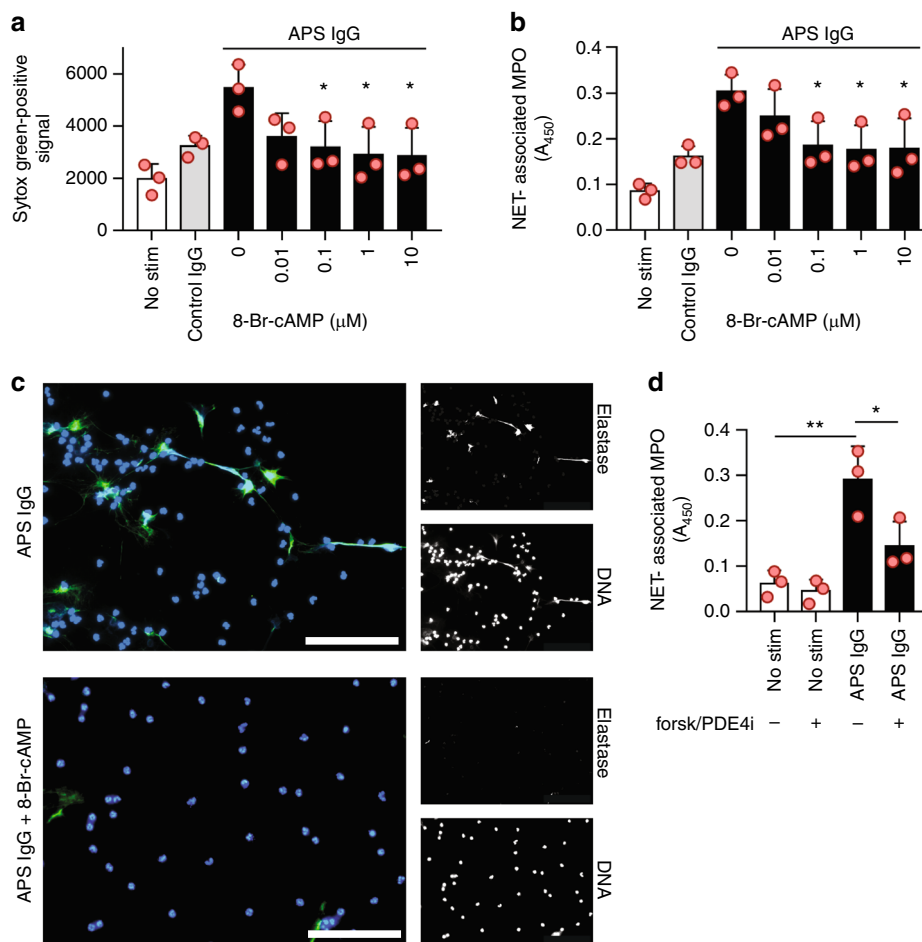 a
APS IgG
Sytox green-positive
signal
6000
4000
2000
0
* * *
No stim
Control IgG
0
0.01
0.1
1
10
8-Br-cAMP (μM)
b
APS IgG
NET- associated MPO
(A450)
0.4
0.3
0.2
0.1
0.0
* * *
No stim
Control IgG
0
0.01
0.1
1
10
8-Br-cAMP (μM)
c
APS IgG
Elastase
DNA
APS IgG + 8-Br-cAMP
Elastase
DNA
d
NET- associated MPO
(A450)
0.4
0.3
0.2
0.1
0.0
**
*
No stim
No stim
APS IgG
APS IgG
forsk/PDE4i – + – +